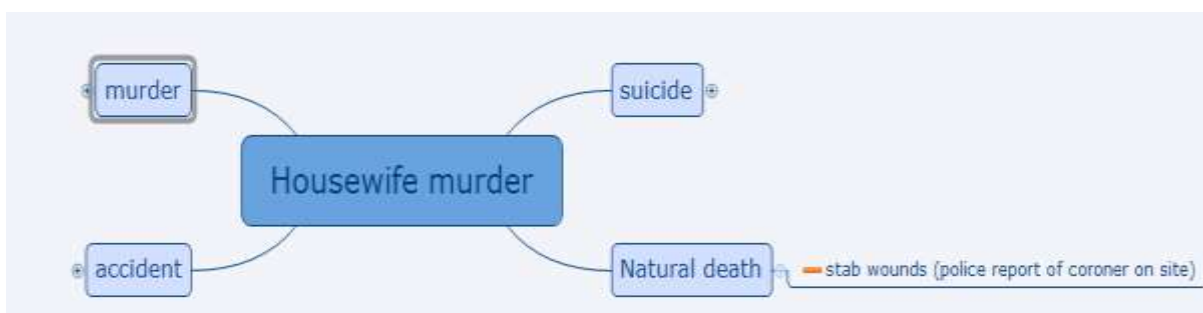 murder
suicide
Housewife murder
accident
Natural death
stab wounds (police report of coroner on site)